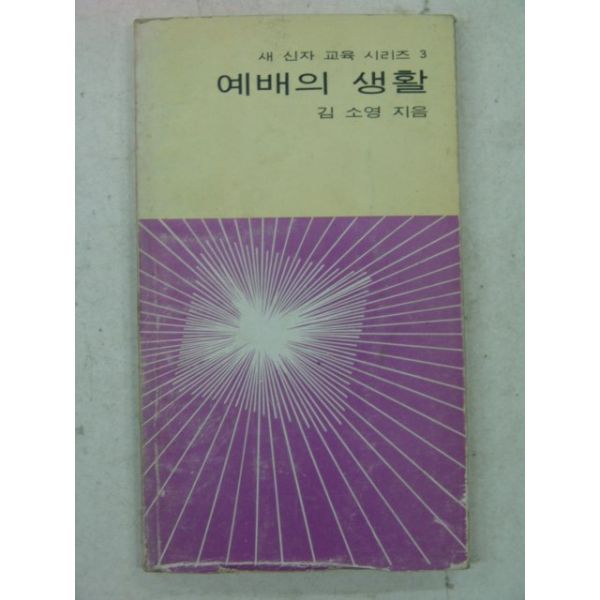 새 신자 교육 시리즈 3
예배의 생활
김 소영 지음